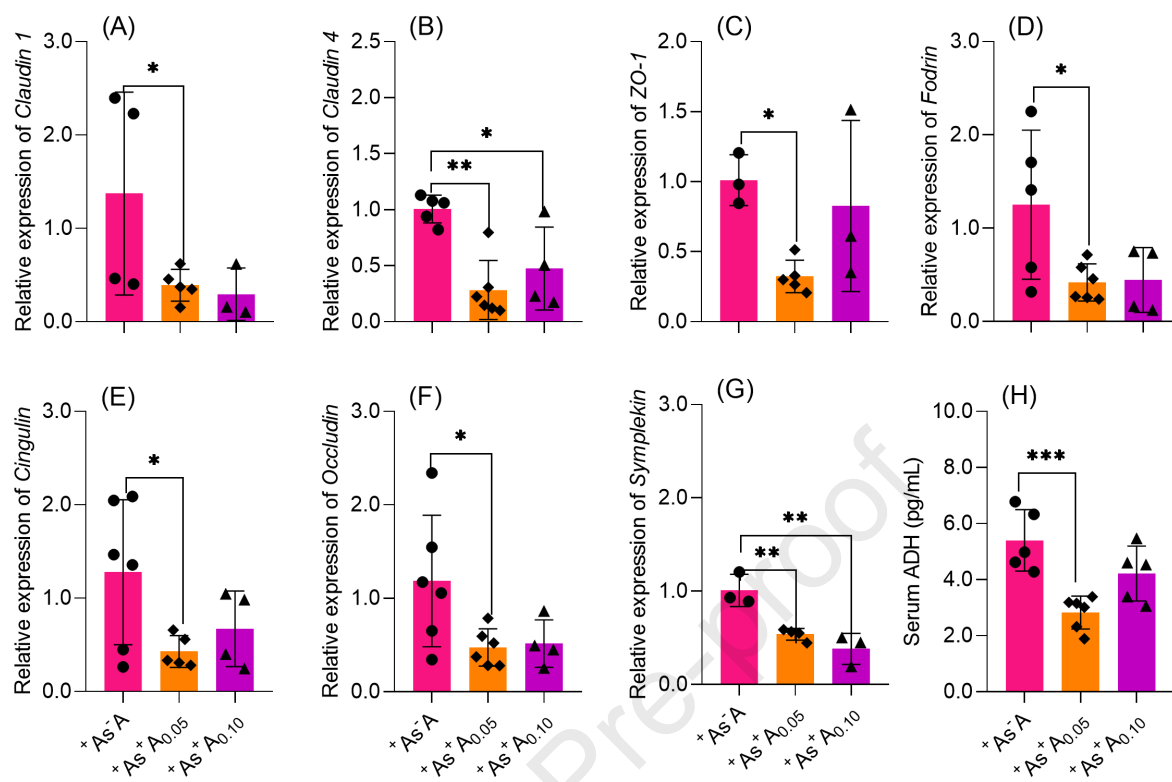 (A)
Relative expression of Claudin 1
3.0
2.0
1.0
0.0
*
(B)
Relative expression of Claudin 4
2.5
2.0
1.5
1.0
0.5
0.0
**
*
(C)
Relative expression of ZO-1
2.0
1.5
1.0
0.5
0.0
*
(D)
Relative expression of Fodrin
3.0
2.0
1.0
0.0
*
(E)
Relative expression of Cingulin
3.0
2.0
1.0
0.0
*
+As-A
+As+A0.05
+As+A0.10
(F)
Relative expression of Occludin
3.0
2.0
1.0
0.0
*
+As-A
+As+A0.05
+As+A0.10
(G)
Relative expression of Symplekin
3.0
2.0
1.0
0.0
**
**
+As-A
+As+A0.05
+As+A0.10
(H)
Serum ADH (pg/mL)
10.0
8.0
6.0
4.0
2.0
0.0
***
+As-A
+As+A0.05
+As+A0.10
Pre-proof